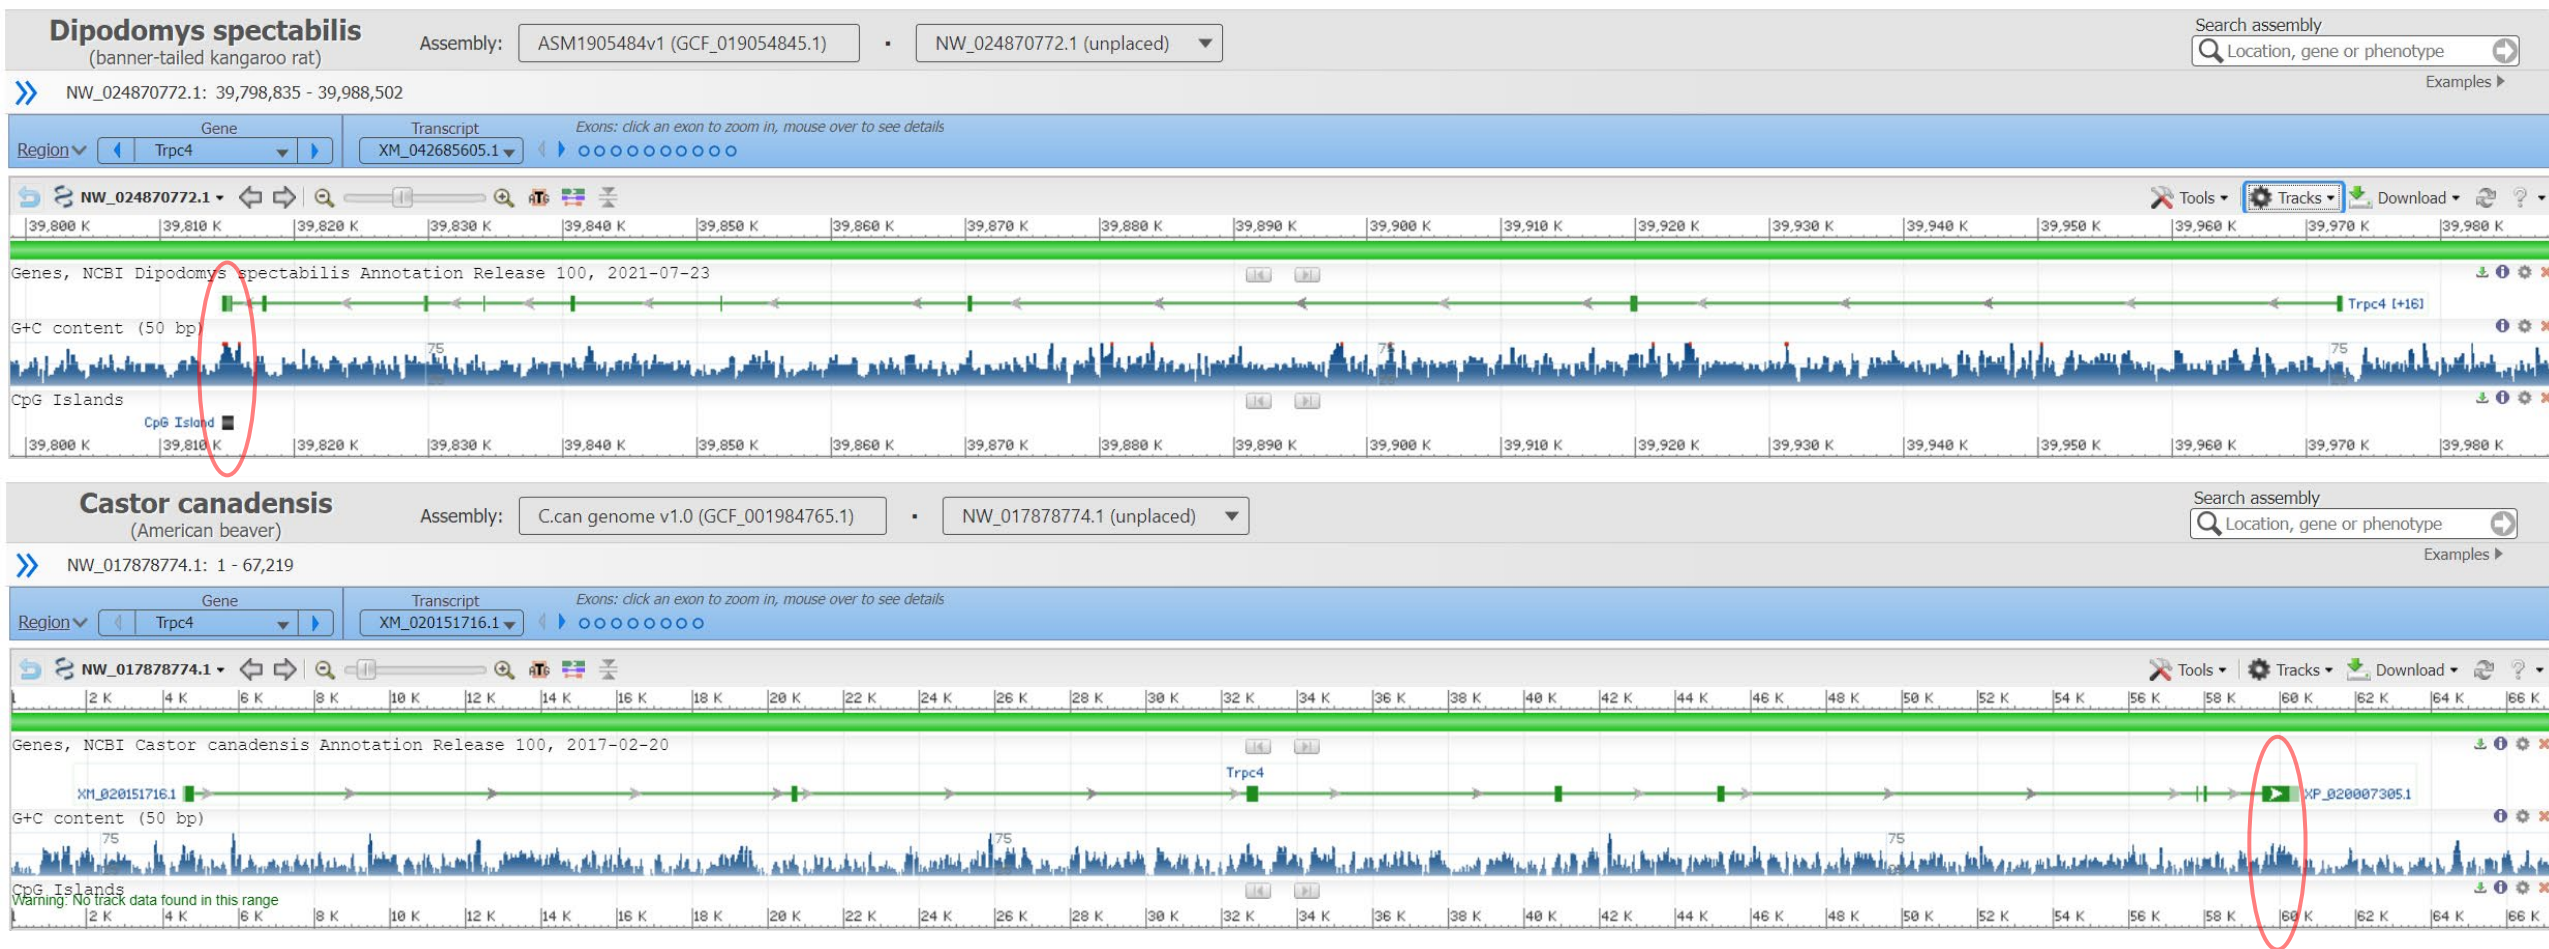 Dipodomys spectabilis
(banner-tailed kangaroo rat)
Assembly: ASM1905484v1 (GCF_019054845.1) · NW_024870772.1 (unplaced)
Search assembly
Location, gene or phenotype
Examples
NW_024870772.1: 39,798,835 - 39,988,502
Gene Transcript Exons: click an exon to zoom in, mouse over to see details
Region Trpc4 XM_042685605.1
NW_024870772.1 Tools Tracks Download ?
39,800 K 39,810 K 39,820 K 39,830 K 39,840 K 39,850 K 39,860 K 39,870 K 39,880 K 39,890 K 39,900 K 39,910 K 39,920 K 39,930 K 39,940 K 39,950 K 39,960 K 39,970 K 39,980 K
Genes, NCBI Dipodomys spectabilis Annotation Release 100, 2021-07-23
Trpc4 [+16]
G+C content (50 bp)
75 75 75
CpG Islands
CpG Island
39,800 K 39,810 K 39,820 K 39,830 K 39,840 K 39,850 K 39,860 K 39,870 K 39,880 K 39,890 K 39,900 K 39,910 K 39,920 K 39,930 K 39,940 K 39,950 K 39,960 K 39,970 K 39,980 K
Castor canadensis
(American beaver)
Assembly: C.can genome v1.0 (GCF_001984765.1) · NW_017878774.1 (unplaced)
Search assembly
Location, gene or phenotype
Examples
NW_017878774.1: 1 - 67,219
Gene Transcript Exons: click an exon to zoom in, mouse over to see details
Region Trpc4 XM_020151716.1
NW_017878774.1 Tools Tracks Download ?
1 2 K 4 K 6 K 8 K 10 K 12 K 14 K 16 K 18 K 20 K 22 K 24 K 26 K 28 K 30 K 32 K 34 K 36 K 38 K 40 K 42 K 44 K 46 K 48 K 50 K 52 K 54 K 56 K 58 K 60 K 62 K 64 K 66 K
Genes, NCBI Castor canadensis Annotation Release 100, 2017-02-20
Trpc4
XM_020151716.1 XP_020007305.1
G+C content (50 bp)
75 75 75
CpG Islands
Warning: No track data found in this range
1 2 K 4 K 6 K 8 K 10 K 12 K 14 K 16 K 18 K 20 K 22 K 24 K 26 K 28 K 30 K 32 K 34 K 36 K 38 K 40 K 42 K 44 K 46 K 48 K 50 K 52 K 54 K 56 K 58 K 60 K 62 K 64 K 66 K